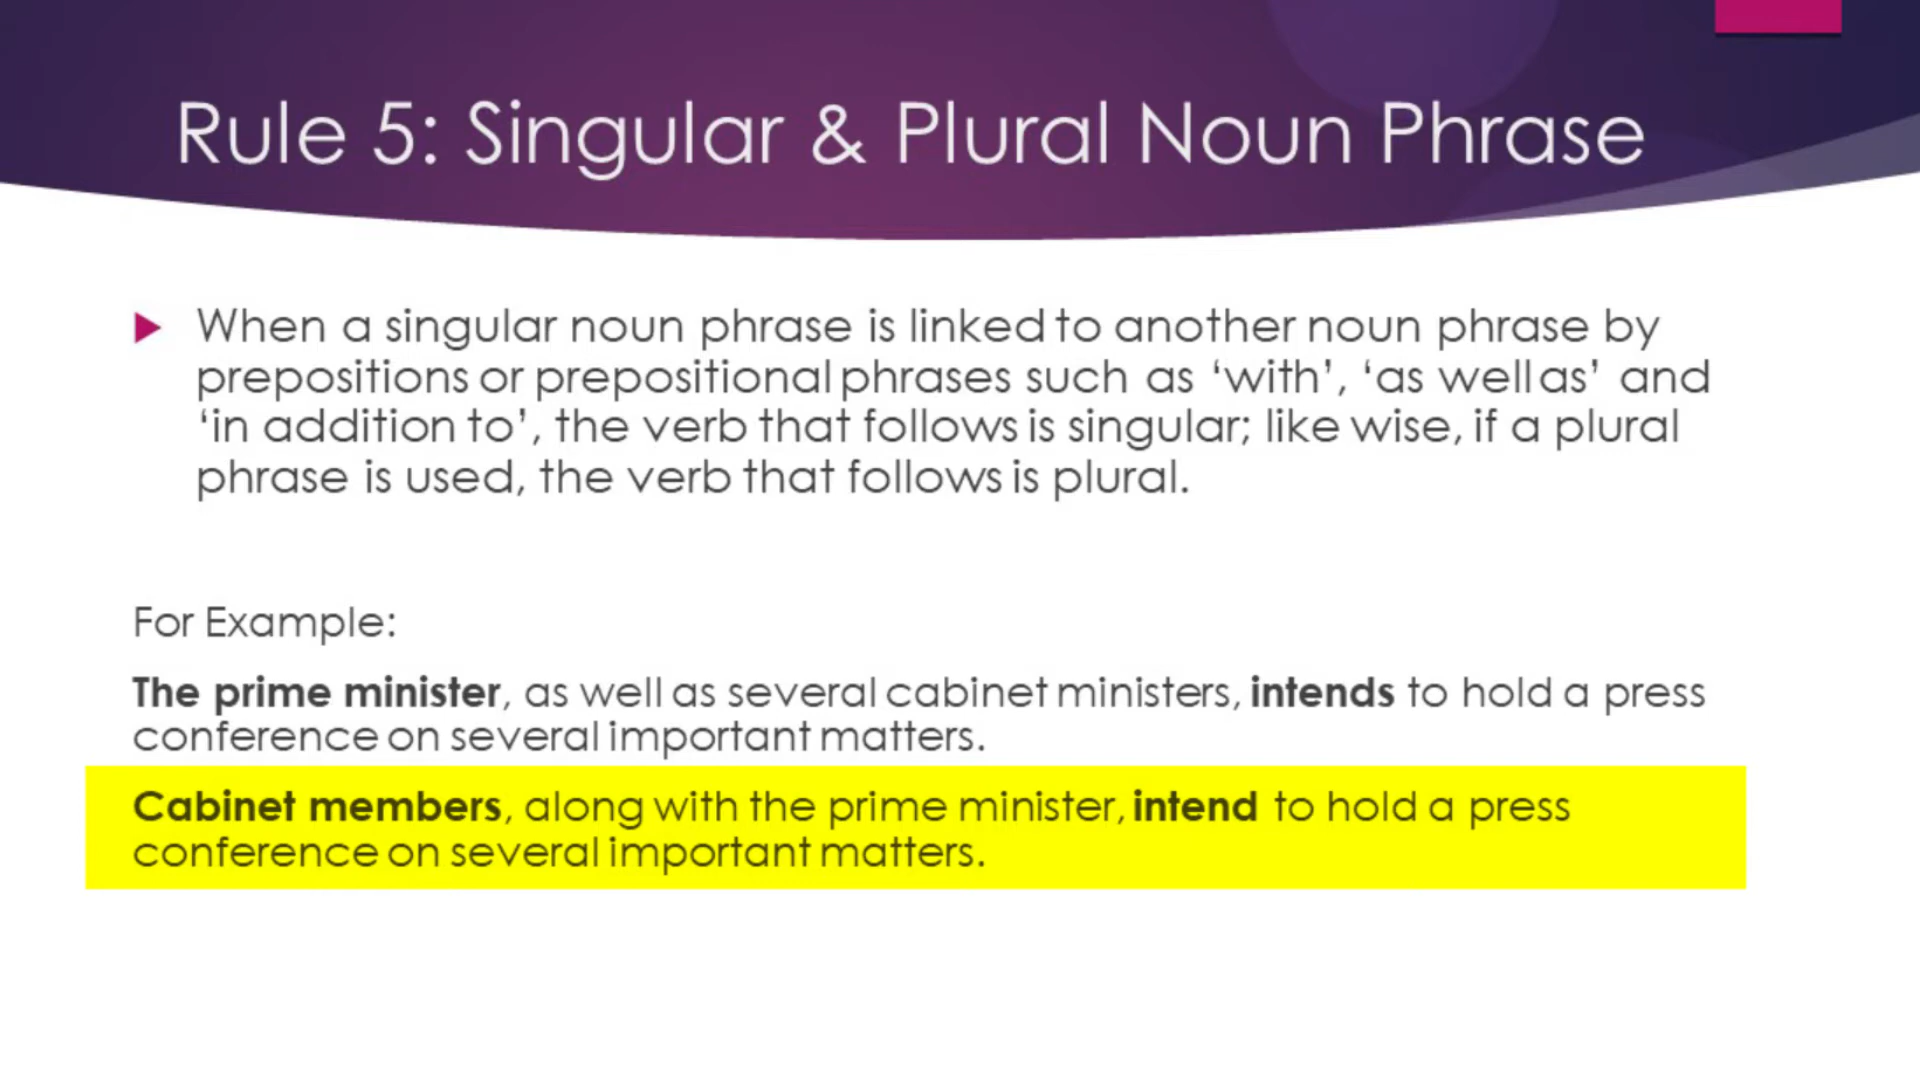 Rule 5: Singular & Plural Noun Phrase
When a singular noun phrase is linked to another noun phrase by
prepositions or prepositional phrases such as ‘with’, ‘as well as’ and
‘in addition to’, the verb that follows is singular; like wise, if a plural
phrase is used, the verb that follows is plural.
For Example:
The prime minister, as well as several cabinet ministers, intends to hold a press
conference on several important matters.
Cabinet members, along with the prime minister, intend to hold a press
conference on several important matters.